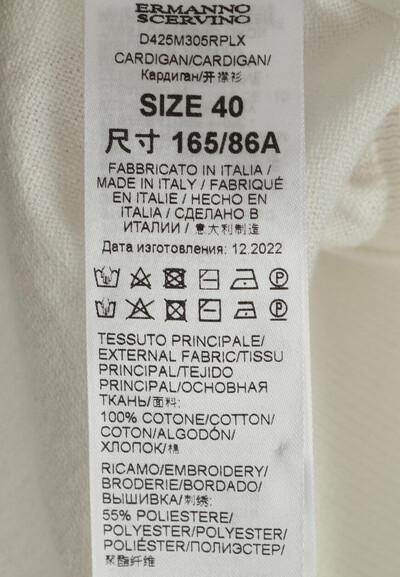 ERMANNO
SCERVINO
D425M305RPLX
CARDIGAN/CARDIGAN/
Кардиган/开襟衫
SIZE 40
尺寸 165/86A
FABBRICATO IN ITALIA /
MADE IN ITALY / FABRIQUÉ
EN ITALIE / HECHO EN
ITALIA / СДЕЛАНО В
ИТАЛИИ / 意大利制造
Дата изготовления: 12.2022
P
P
TESSUTO PRINCIPALE/
EXTERNAL FABRIC/TISSU
PRINCIPAL/TEJIDO
PRINCIPAL/ОСНОВНАЯ
ТКАНЬ/面料:
100% COTONE/COTTON/
COTON/ALGODÓN/
ХЛОПОК/棉
RICAMO/EMBROIDERY/
BRODERIE/BORDADO/
ВЫШИВКА/刺绣:
55% POLIESTERE/
POLYESTER/POLYESTER/
POLIÉSTER/ПОЛИЭСТЕР/
聚酯纤维